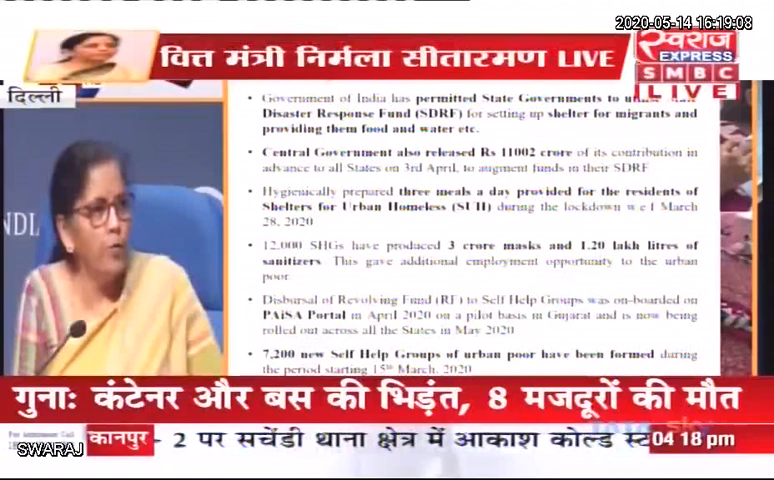 2020-05-14 16:19:08
वित्त मंत्री निर्मला सीतारमण LIVE
स्वराज
EXPRESS
SMBC
LIVE
दिल्ली
• Government of India has permitted State Governments to
Disaster Response Fund (SDRF) for setting up shelter for migrants and
providing them food and water etc.
• Central Government also released Rs 11002 crore of its contribution in
advance to all States on 3rd April, to augment funds in their SDRF
• Hygienically prepared three meals a day provided for the residents of
Shelters for Urban Homeless (SUH) during the lockdown w e f March
28, 2020
• 12,000 SHGs have produced 3 crore masks and 1.20 lakh litres of
sanitizers. This gave additional employment opportunity to the urban
poor
• Disbursal of Revolving Fund (RF) to Self Help Groups was on-boarded on
PAiSA Portal in April 2020 on a pilot basis in Gujarat and is now being
rolled out across all the States in May 2020
• 7,200 new Self Help Groups of urban poor have been formed during
the period starting 15th March, 2020
गुनाः कंटेनर और बस की भिड़ंत, 8 मजदूरों की मौत
कानपुर - 2 पर सचेंडी थाना क्षेत्र में आकाश कोल्ड
04:18 pm
SWARAJ